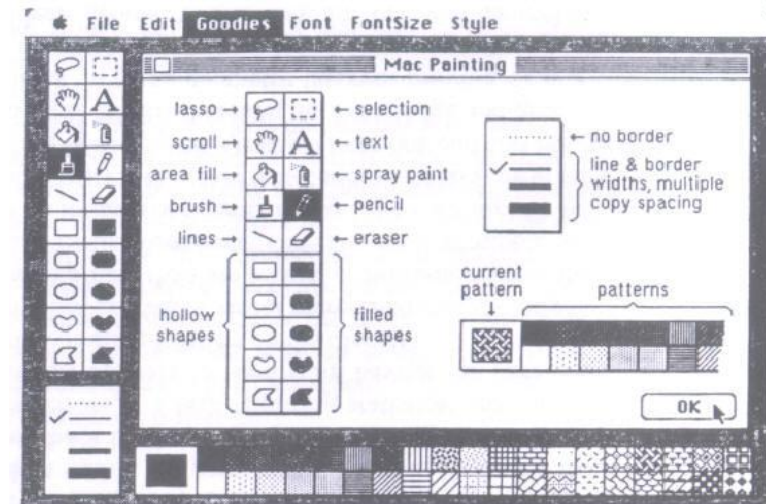 File Edit Goodies Font FontSize Style
Mac Painting
lasso → ← selection
scroll → A ← text
area fill → ← spray paint
brush → ← pencil
lines → ← eraser
hollow
shapes
filled
shapes
← no border
line & border
widths, multiple
copy spacing
current
pattern
patterns
OK